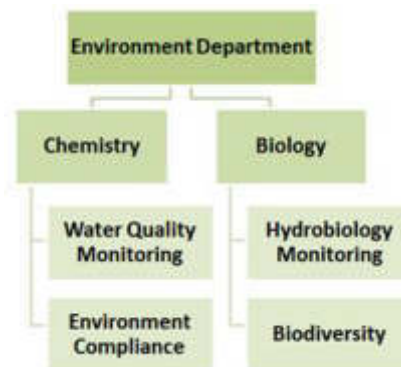 Environment Department
Chemistry
Biology
Water Quality
Monitoring
Hydrobiology
Monitoring
Environment
Compliance
Biodiversity